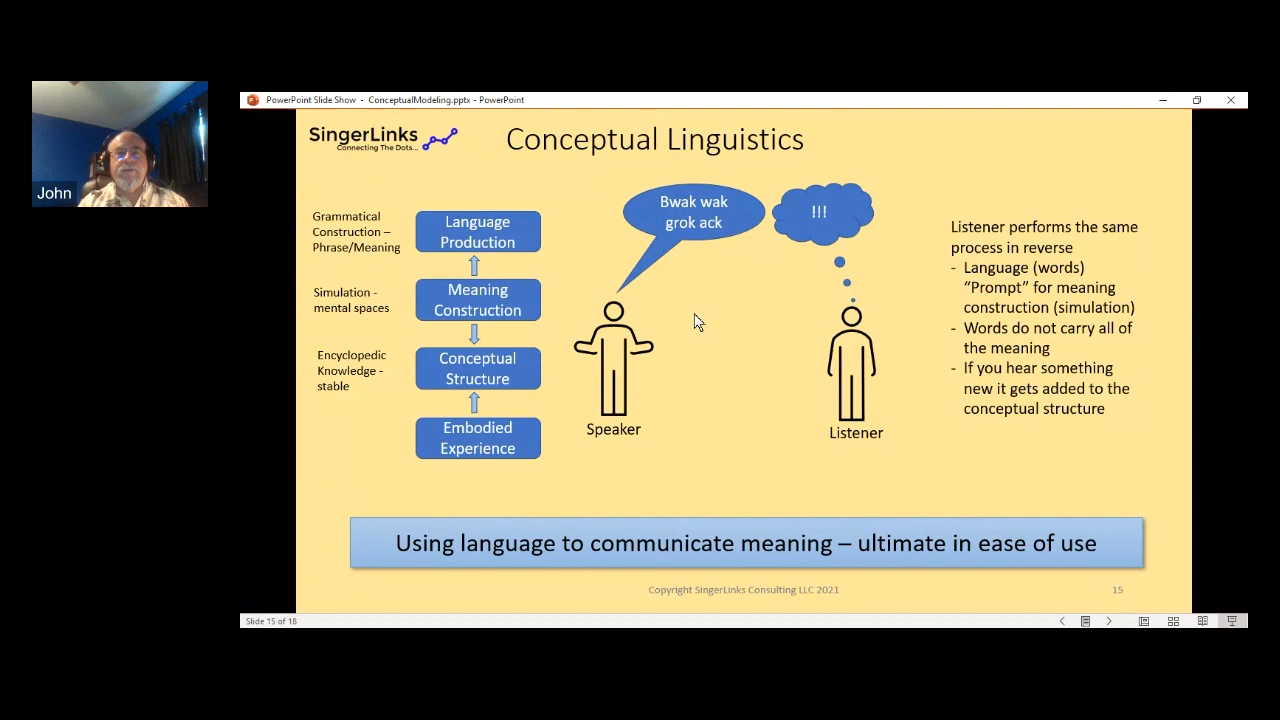 PowerPoint Slide Show - ConceptualModeling.pptx - PowerPoint
SingerLinks
Connecting The Dots...
Conceptual Linguistics
John
Grammatical
Construction –
Phrase/Meaning
Language
Production
Simulation -
mental spaces
Meaning
Construction
Encyclopedic
Knowledge -
stable
Conceptual
Structure
Embodied
Experience
Bwak wak
grok ack
!!!
Speaker
Listener
Listener performs the same
process in reverse
- Language (words)
“Prompt” for meaning
construction (simulation)
- Words do not carry all of
the meaning
- If you hear something
new it gets added to the
conceptual structure
Using language to communicate meaning – ultimate in ease of use
Copyright SingerLinks Consulting LLC 2021
15
Slide 15 of 18